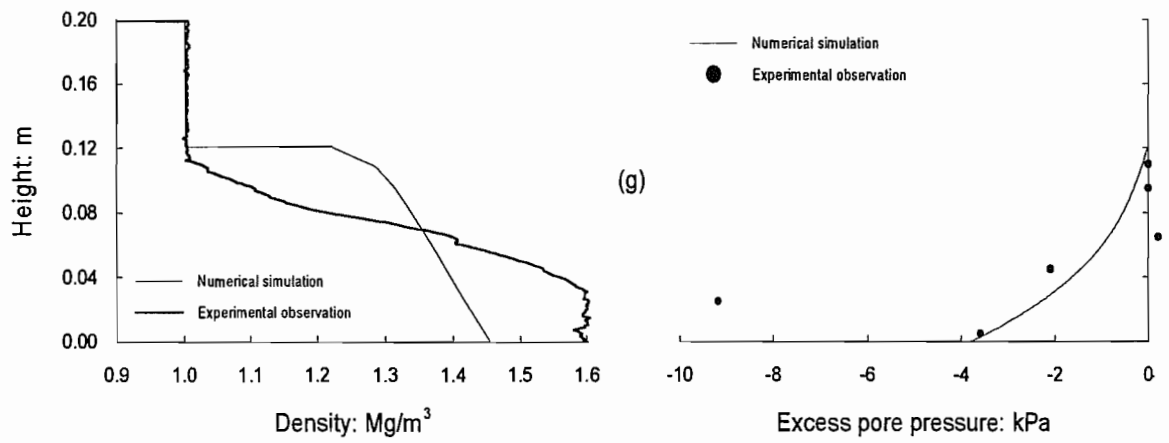 0.20
0.16
0.12
0.08
0.04
0.00
Height: m
Numerical simulation
Experimental observation
0.9 1.0 1.1 1.2 1.3 1.4 1.5 1.6
Density: Mg/m³
(g)
Numerical simulation
Experimental observation
-10 -8 -6 -4 -2 0
Excess pore pressure: kPa